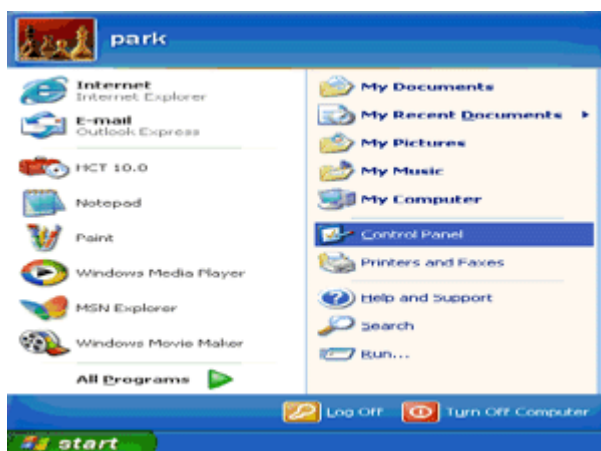 park
Internet
Internet Explorer
E-mail
Outlook Express
HCT 10.0
Notepad
Paint
Windows Media Player
MSN Explorer
Windows Movie Maker
All Programs
My Documents
My Recent Documents
My Pictures
My Music
My Computer
Control Panel
Printers and Faxes
Help and Support
Search
Run...
Log Off
Turn Off Computer
start